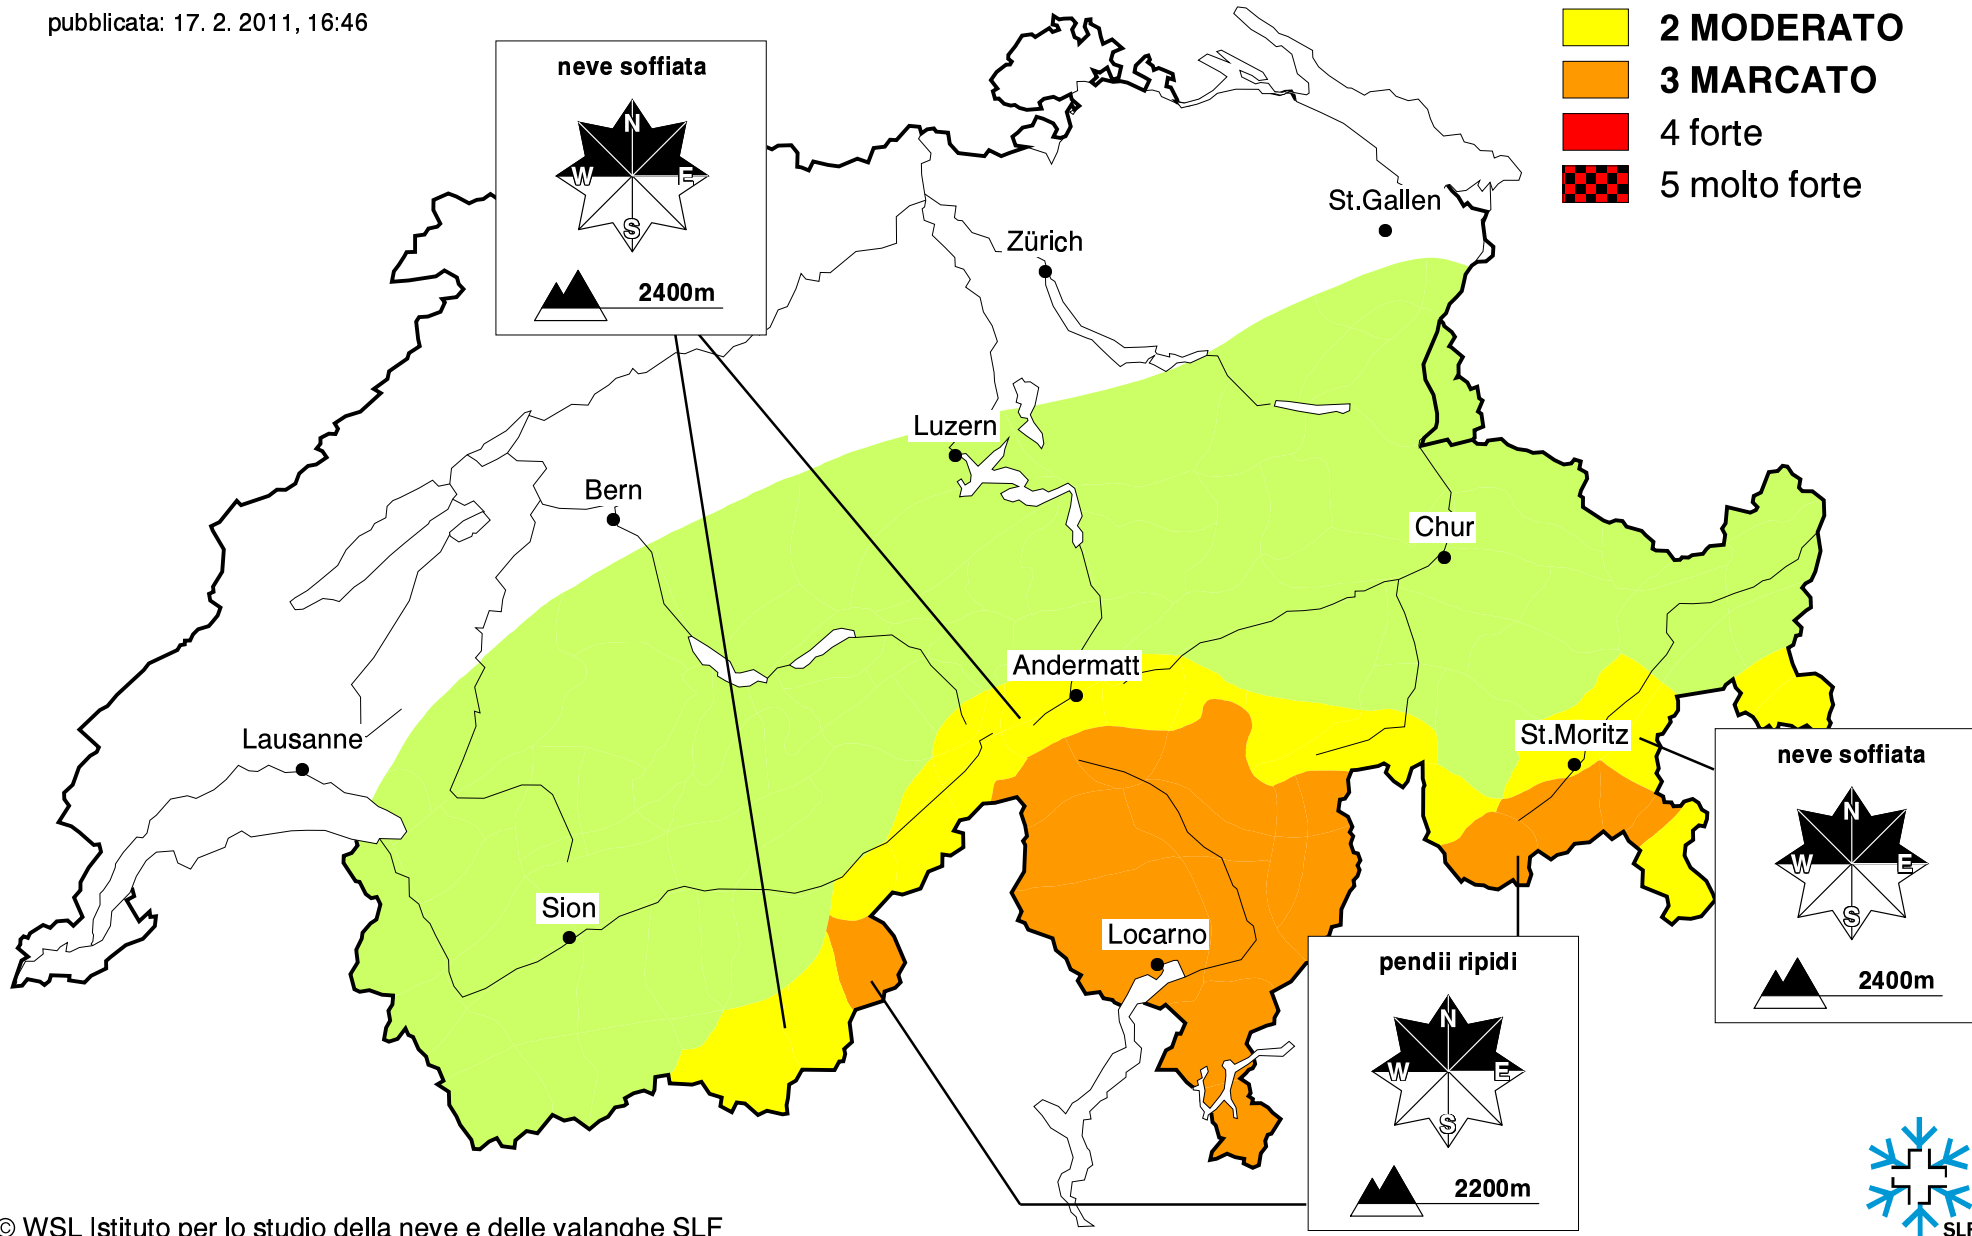 pubblicata: 17. 2. 2011, 16:46
2 MODERATO
3 MARCATO
4 forte
5 molto forte
neve soffiata
N
W E
S
2400m
St.Gallen
Zürich
Luzern
Bern
Chur
Andermatt
Lausanne
St.Moritz
Sion
Locarno
neve soffiata
N
W E
S
2400m
pendii ripidi
N
W E
S
2200m
© WSL Istituto per lo studio della neve e delle valanghe SLF
SLF